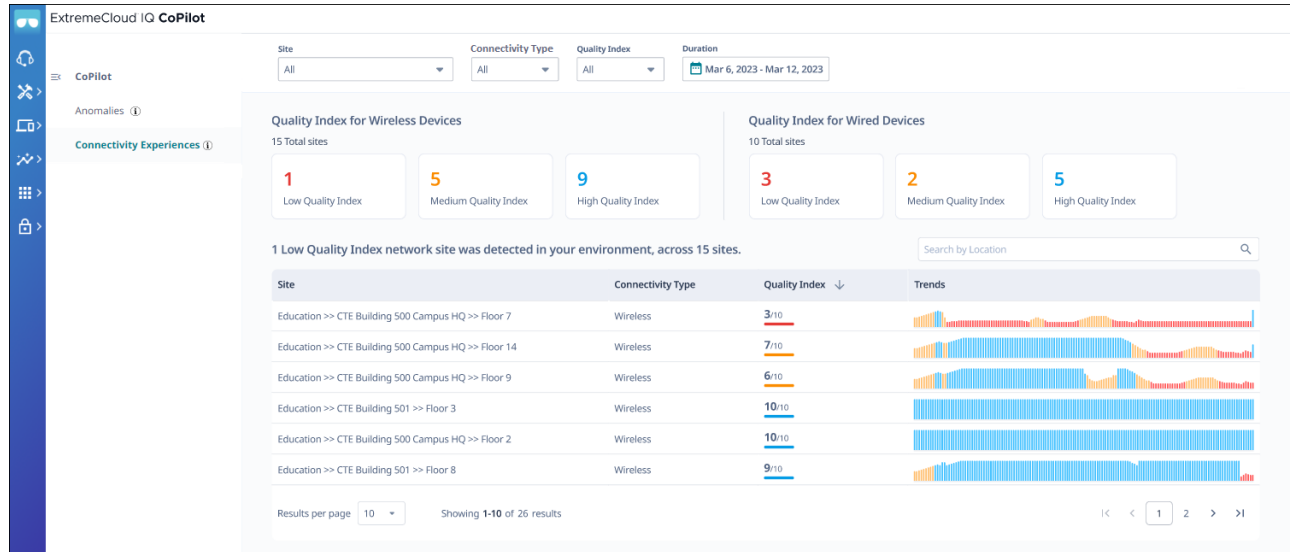 ExtremeCloud IQ CoPilot
CoPilot
Anomalies
Connectivity Experiences
Site
All
Connectivity Type
All
Quality Index
All
Duration
Mar 6, 2023 - Mar 12, 2023
Quality Index for Wireless Devices
15 Total sites
1
Low Quality Index
5
Medium Quality Index
9
High Quality Index
Quality Index for Wired Devices
10 Total sites
3
Low Quality Index
2
Medium Quality Index
5
High Quality Index
1 Low Quality Index network site was detected in your environment, across 15 sites.
Search by Location
Site Connectivity Type Quality Index Trends
Education >> CTE Building 500 Campus HQ >> Floor 7 Wireless 3/10
Education >> CTE Building 500 Campus HQ >> Floor 14 Wireless 7/10
Education >> CTE Building 500 Campus HQ >> Floor 9 Wireless 6/10
Education >> CTE Building 501 >> Floor 3 Wireless 10/10
Education >> CTE Building 500 Campus HQ >> Floor 2 Wireless 10/10
Education >> CTE Building 501 >> Floor 8 Wireless 9/10
Results per page 10 Showing 1-10 of 26 results 1 2